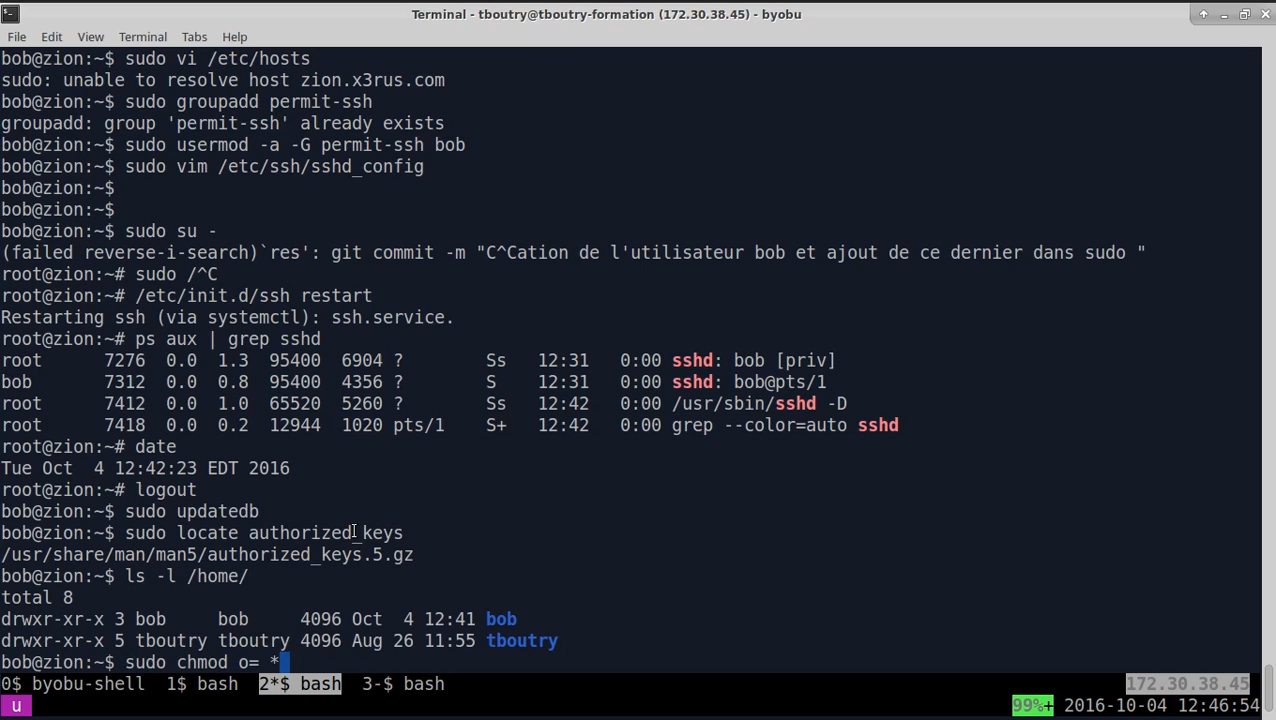 Terminal - tboutry@tboutry-formation (172.30.38.45) - byobu
File Edit View Terminal Tabs Help
bob@zion:~$ sudo vi /etc/hosts
sudo: unable to resolve host zion.x3rus.com
bob@zion:~$ sudo groupadd permit-ssh
groupadd: group 'permit-ssh' already exists
bob@zion:~$ sudo usermod -a -G permit-ssh bob
bob@zion:~$ sudo vim /etc/ssh/sshd_config
bob@zion:~$
bob@zion:~$
bob@zion:~$ sudo su -
(failed reverse-i-search)`res': git commit -m "C^Cation de l'utilisateur bob et ajout de ce dernier dans sudo "
root@zion:~# sudo /^C
root@zion:~# /etc/init.d/ssh restart
Restarting ssh (via systemctl): ssh.service.
root@zion:~# ps aux | grep sshd
root      7276  0.0  1.3  95400  6904 ?        Ss   12:31   0:00 sshd: bob [priv]
bob       7312  0.0  0.8  95400  4356 ?        S    12:31   0:00 sshd: bob@pts/1
root      7412  0.0  1.0  65520  5260 ?        Ss   12:42   0:00 /usr/sbin/sshd -D
root      7418  0.0  0.2  12944  1020 pts/1    S+   12:42   0:00 grep --color=auto sshd
root@zion:~# date
Tue Oct  4 12:42:23 EDT 2016
root@zion:~# logout
bob@zion:~$ sudo updatedb
bob@zion:~$ sudo locate authorized_keys
/usr/share/man/man5/authorized_keys.5.gz
bob@zion:~$ ls -l /home/
total 8
drwxr-xr-x 3 bob     bob     4096 Oct  4 12:41 bob
drwxr-xr-x 5 tboutry tboutry 4096 Aug 26 11:55 tboutry
bob@zion:~$ sudo chmod o= *
0$ byobu-shell  1$ bash  2*$ bash  3-$ bash 172.30.38.45
u 99%+ 2016-10-04 12:46:54